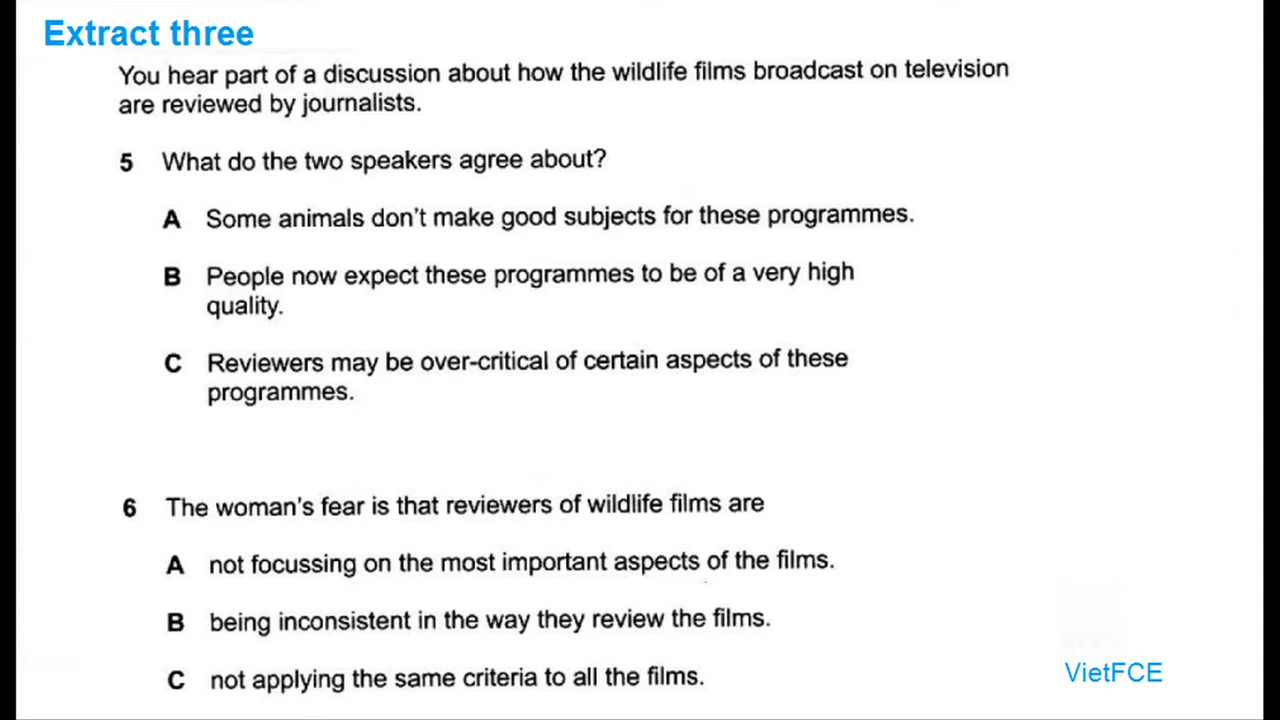 Extract three
You hear part of a discussion about how the wildlife films broadcast on television
are reviewed by journalists.
5 What do the two speakers agree about?
A Some animals don't make good subjects for these programmes.
B People now expect these programmes to be of a very high
quality.
C Reviewers may be over-critical of certain aspects of these
programmes.
6 The woman's fear is that reviewers of wildlife films are
A not focussing on the most important aspects of the films.
B being inconsistent in the way they review the films.
C not applying the same criteria to all the films.
VietFCE